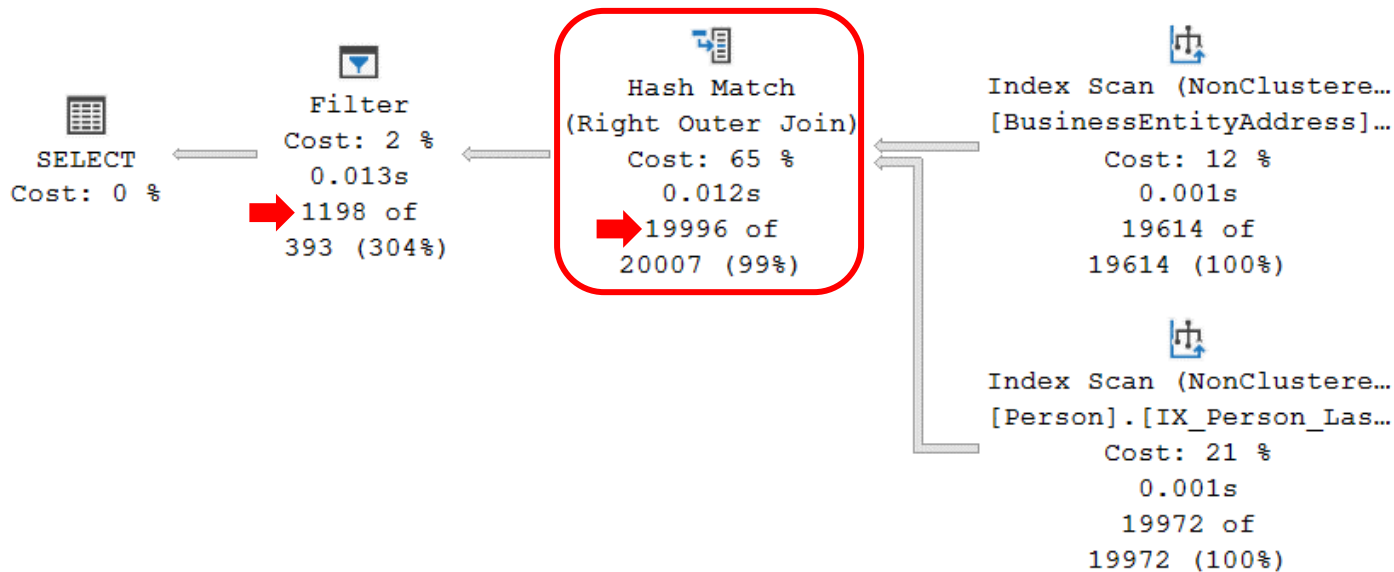 SELECT
Cost: 0 %
Filter
Cost: 2 %
0.013s
1198 of
393 (304%)
Hash Match
(Right Outer Join)
Cost: 65 %
0.012s
19996 of
20007 (99%)
Index Scan (NonClustere…
[BusinessEntityAddress]…
Cost: 12 %
0.001s
19614 of
19614 (100%)
Index Scan (NonClustere…
[Person].[IX_Person_Las…
Cost: 21 %
0.001s
19972 of
19972 (100%)